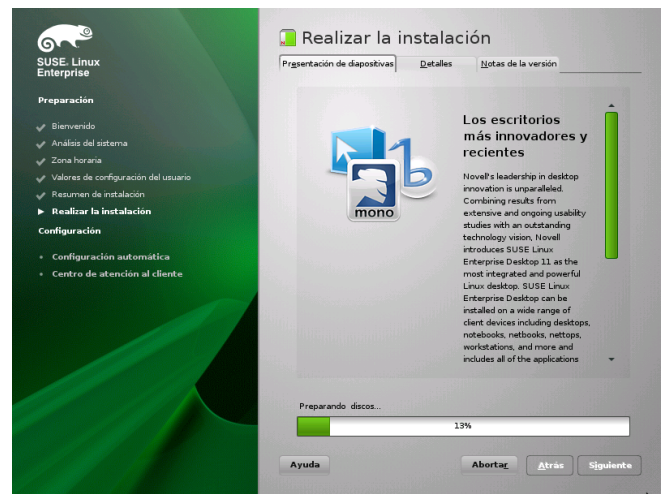 SUSE. Linux
Enterprise
Preparación
Bienvenido
Análisis del sistema
Zona horaria
Valores de configuración del usuario
Resumen de instalación
Realizar la instalación
Configuración
Configuración automática
Centro de atención al cliente
Realizar la instalación
Presentación de diapositivas
Detalles
Notas de la versión
mono
Los escritorios
más innovadores y
recientes
Novell's leadership in desktop
innovation is unparalleled.
Combining results from
extensive and ongoing usability
studies with an outstanding
technology vision, Novell
introduces SUSE Linux
Enterprise Desktop 11 as the
most integrated and powerful
Linux desktop. SUSE Linux
Enterprise Desktop can be
installed on a wide range of
client devices including desktops,
notebooks, netbooks, nettops,
workstations, and more and
includes all of the applications
Preparando discos...
13%
Ayuda
Abortar
Atrás
Siguiente